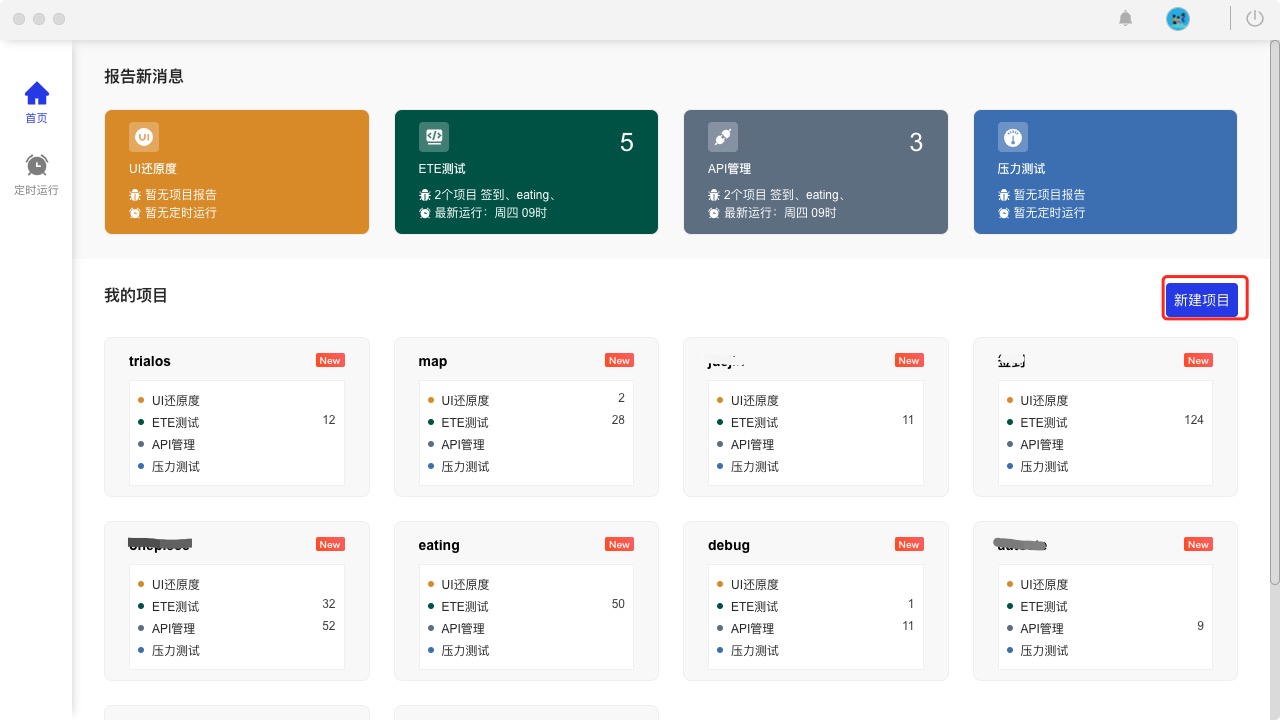 首页
定时运行
报告新消息
UI
UI还原度
暂无项目报告
暂无定时运行
5
ETE测试
2个项目 签到、eating、
最新运行：周四 09时
3
API管理
2个项目 签到、eating、
最新运行：周四 09时
压力测试
暂无项目报告
暂无定时运行
我的项目
新建项目
trialos New
UI还原度
ETE测试 12
API管理
压力测试
map New
UI还原度 2
ETE测试 28
API管理
压力测试
New
UI还原度
ETE测试 11
API管理
压力测试
New
UI还原度
ETE测试 124
API管理
压力测试
New
UI还原度
ETE测试 32
API管理 52
压力测试
eating New
UI还原度
ETE测试 50
API管理
压力测试
debug New
UI还原度
ETE测试 1
API管理 11
压力测试
New
UI还原度
ETE测试
API管理 9
压力测试